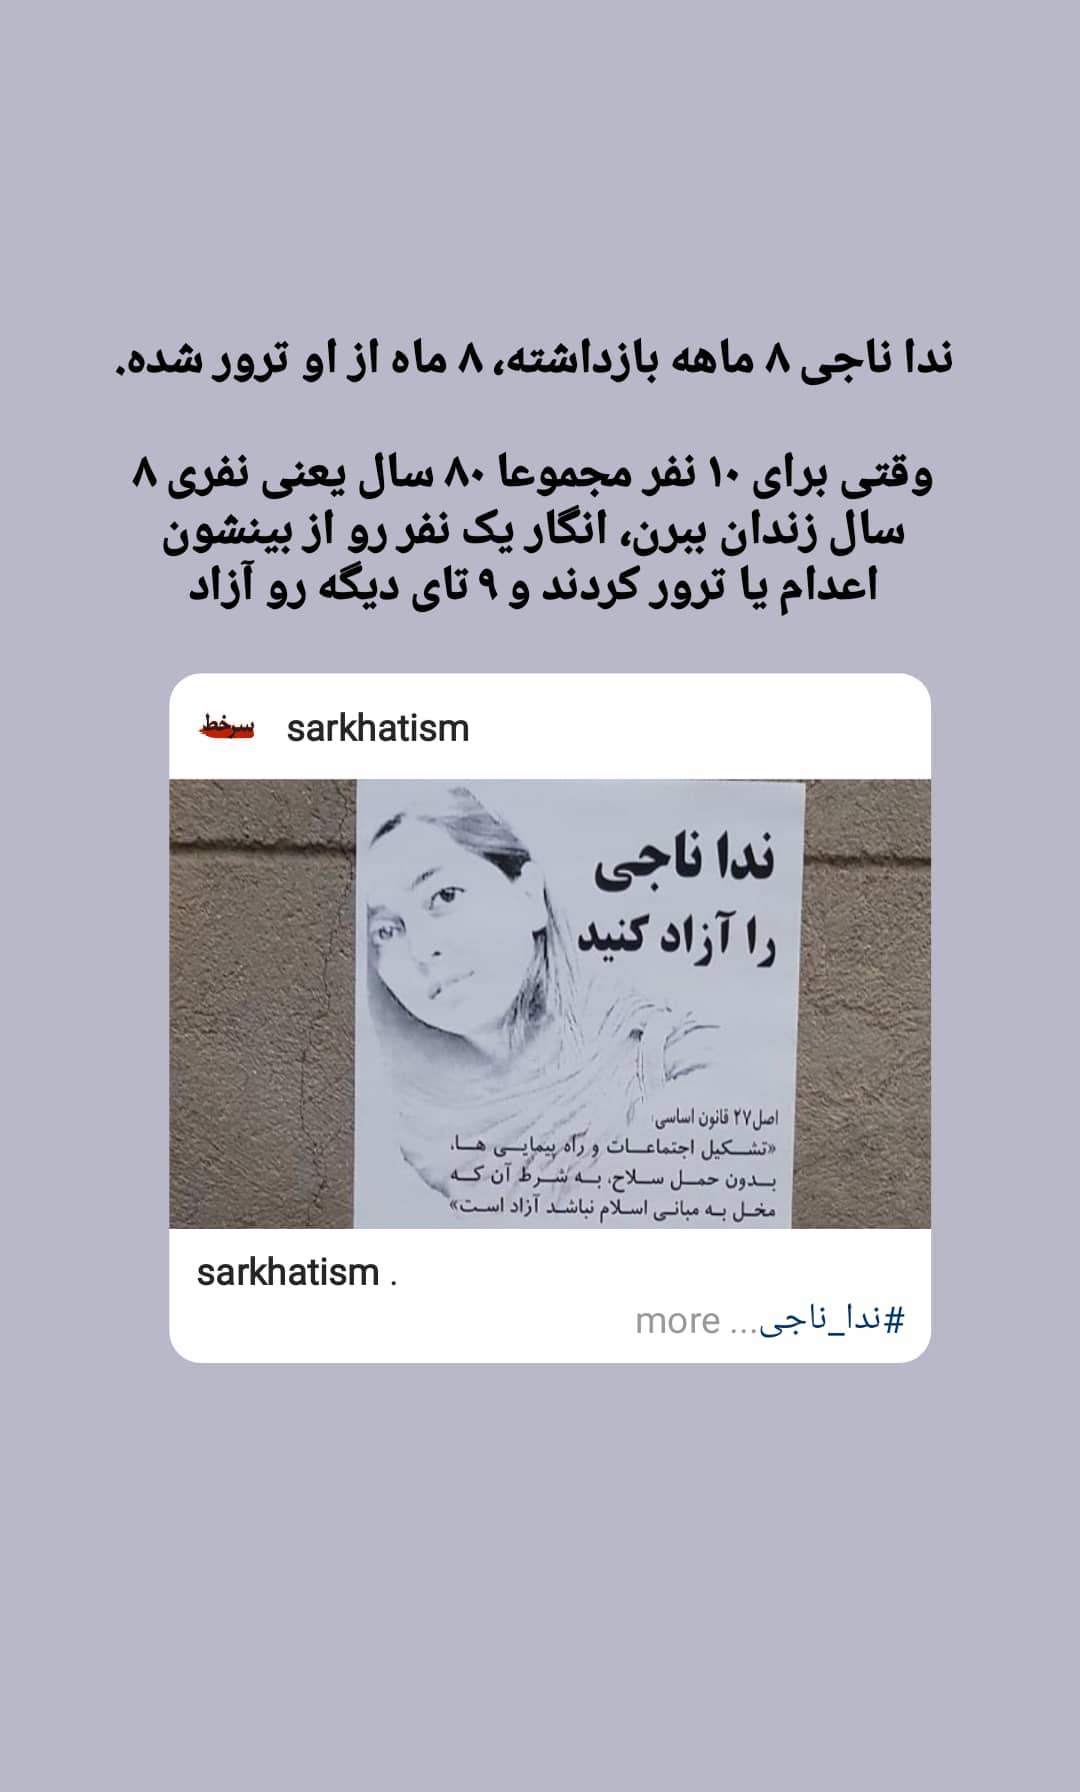 ندا ناجی ۸ ماهه بازداشته، ۸ ماه از او ترور شده.
وقتی برای ۱۰ نفر مجموعا ۸۰ سال یعنی نفری ۸
سال زندان ببرن، انگار یک نفر رو از بینشون
اعدام یا ترور کردند و ۹ تای دیگه رو آزاد
سرخط
sarkhatism
ندا ناجی
را آزاد کنید
اصل ۲۷ قانون اساسی:
«تشکیل اجتماعات و راه پیمایی ها،
بدون حمل سلاح، به شرط آن که
مخل به مبانی اسلام نباشد آزاد است»
sarkhatism .
#ندا_ناجی... more